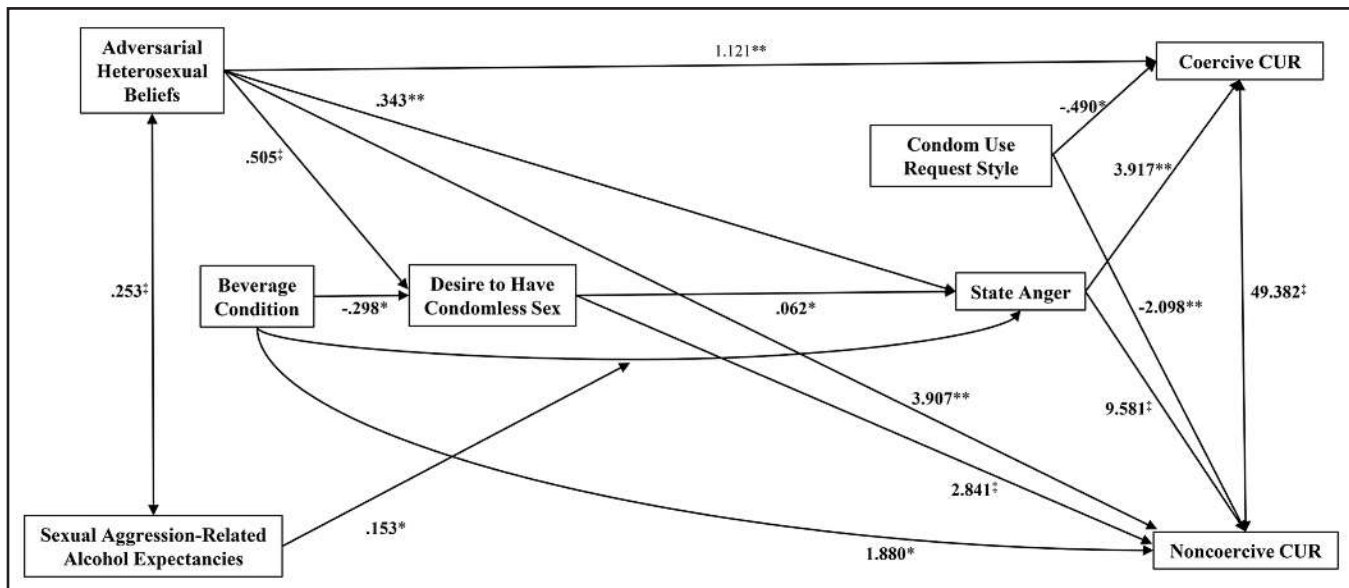 Adversarial
Heterosexual
Beliefs
1.121**
Coercive CUR
.343**
-.490*
.505‡
Condom Use
Request Style
3.917**
.253‡
Beverage
Condition
-.298*
Desire to Have
Condomless Sex
.062*
State Anger
49.382‡
-2.098**
3.907**
9.581‡
2.841‡
Sexual Aggression-Related
Alcohol Expectancies
.153*
1.880*
Noncoercive CUR